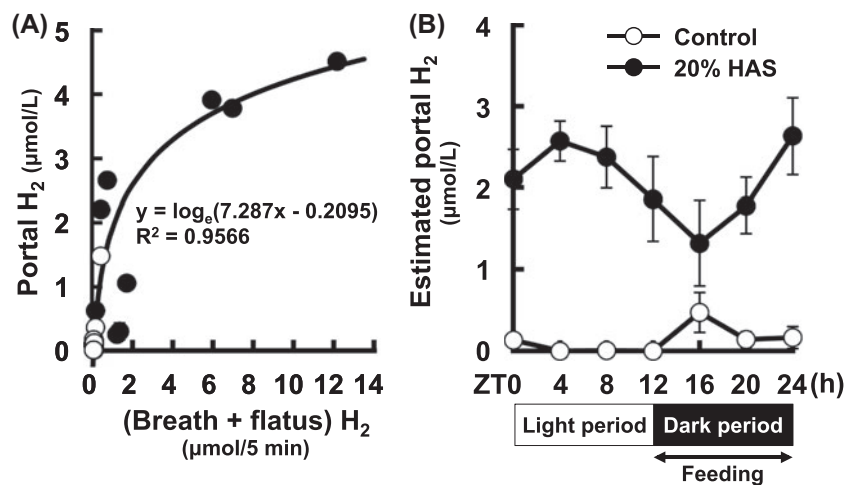 (A)
5
4
3
2
1
0
Portal H₂ (μmol/L)
y = logₑ(7.287x - 0.2095)
R² = 0.9566
0 2 4 6 8 10 12 14
(Breath + flatus) H₂
(μmol/5 min)
(B)
4
3
2
1
0
Estimated portal H₂
(μmol/L)
Control
20% HAS
ZT0 4 8 12 16 20 24 (h)
Light period Dark period
Feeding